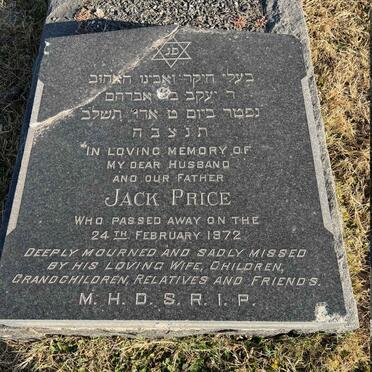 פנ
בעלי היקר ואבינו האהוב
ר יעקב בן אברהם
נפטר ביום ט אדר תשלב
תנצבה
IN LOVING MEMORY OF
MY DEAR HUSBAND
AND OUR FATHER
JACK PRICE
WHO PASSED AWAY ON THE
24TH FEBRUARY 1972
DEEPLY MOURNED AND SADLY MISSED
BY HIS LOVING WIFE, CHILDREN,
GRANDCHILDREN, RELATIVES AND FRIENDS.
M.H.D.S.R.I.P.